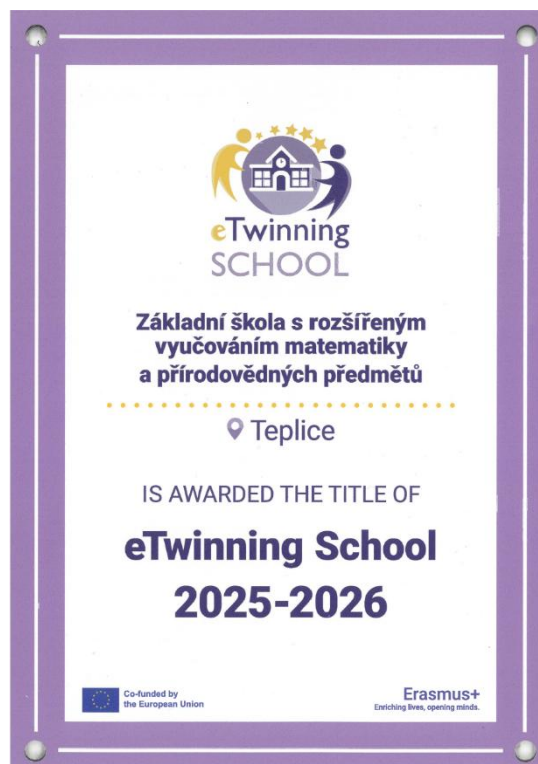 eTwinning
SCHOOL
Základní škola s rozšířeným
vyučováním matematiky
a přírodovědných předmětů
Teplice
IS AWARDED THE TITLE OF
eTwinning School
2025-2026
Co-funded by
the European Union
Erasmus+
Enriching lives, opening minds.